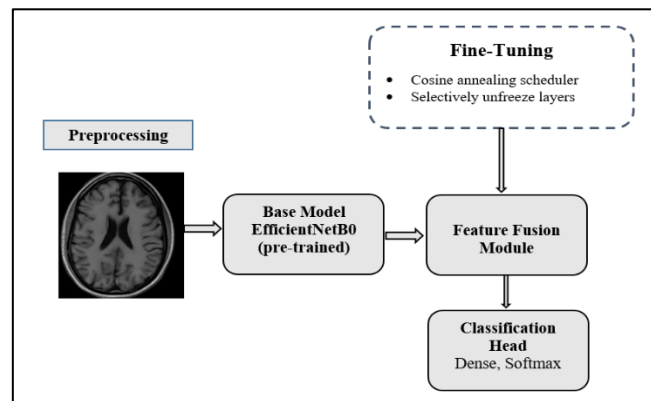 Fine-Tuning
• Cosine annealing scheduler
• Selectively unfreeze layers
Preprocessing
Base Model
EfficientNetB0
(pre-trained)
Feature Fusion
Module
Classification
Head
Dense, Softmax